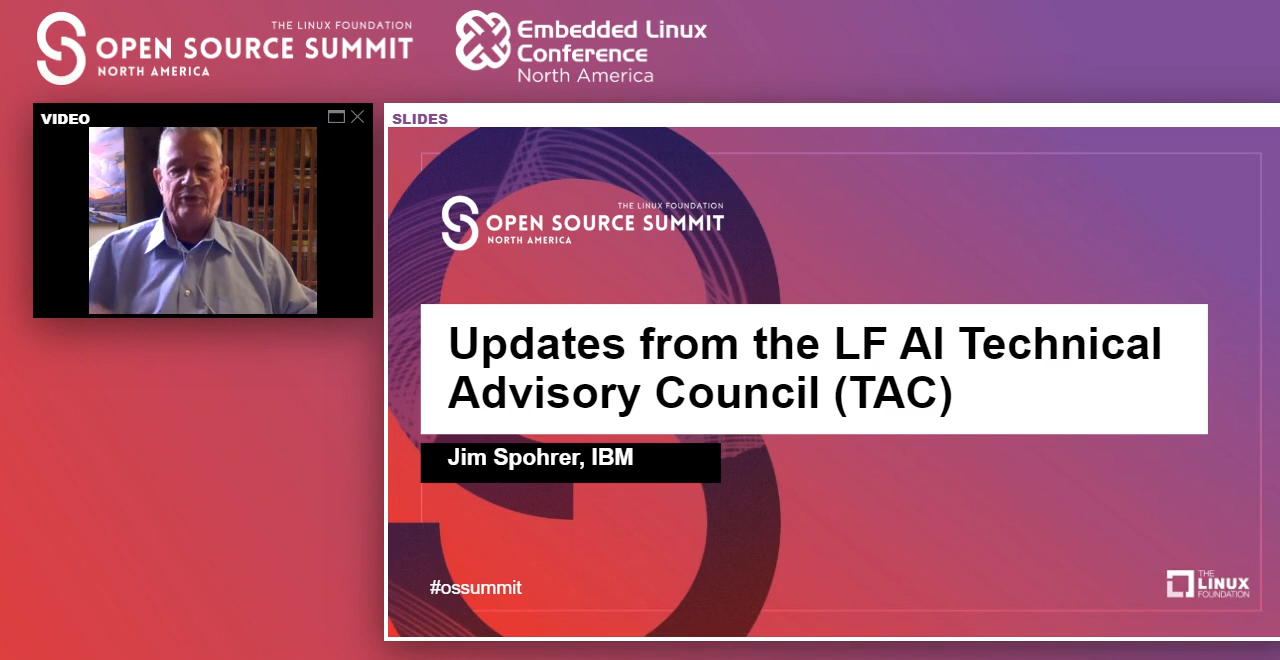 THE LINUX FOUNDATION
OPEN SOURCE SUMMIT
NORTH AMERICA
Embedded Linux
Conference
North America
VIDEO
SLIDES
THE LINUX FOUNDATION
OPEN SOURCE SUMMIT
NORTH AMERICA
Updates from the LF AI Technical
Advisory Council (TAC)
Jim Spohrer, IBM
#ossummit
THE
LINUX
FOUNDATION